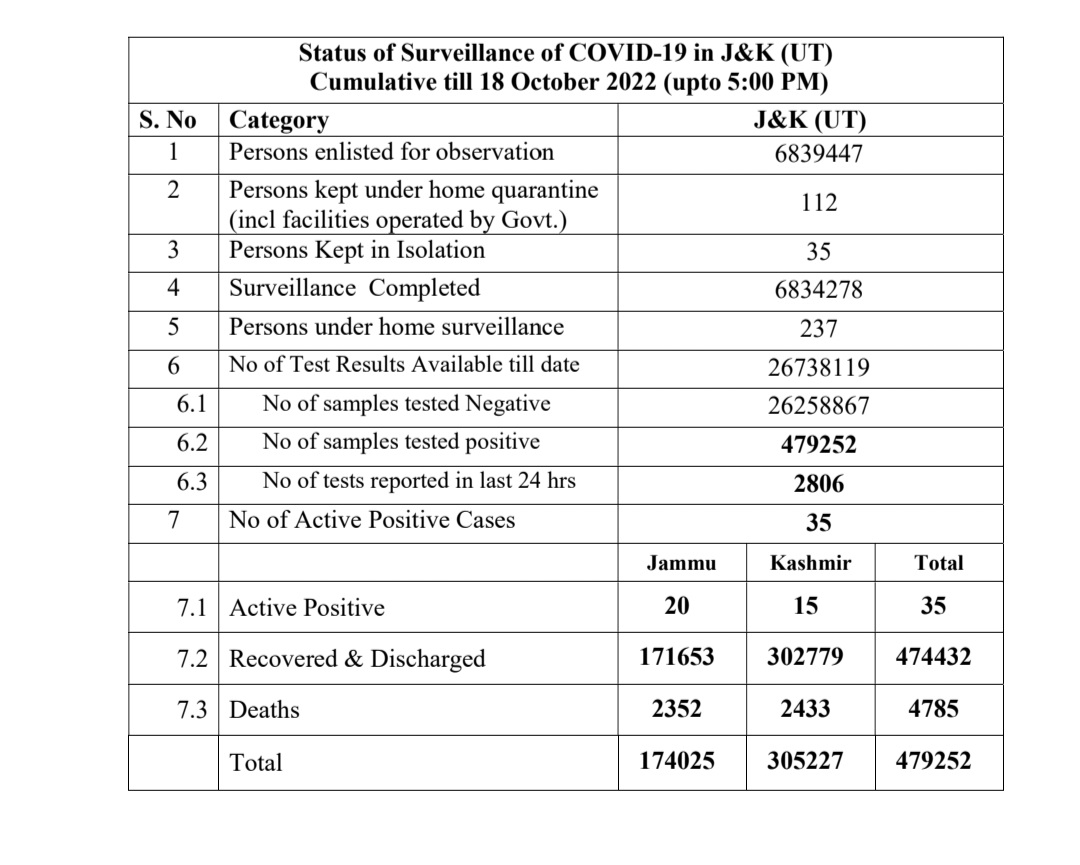 Status of Surveillance of COVID-19 in J&K (UT)
Cumulative till 18 October 2022 (upto 5:00 PM)
S. No Category J&K (UT)
1 Persons enlisted for observation 6839447
2 Persons kept under home quarantine
(incl facilities operated by Govt.) 112
3 Persons Kept in Isolation 35
4 Surveillance Completed 6834278
5 Persons under home surveillance 237
6 No of Test Results Available till date 26738119
6.1 No of samples tested Negative 26258867
6.2 No of samples tested positive 479252
6.3 No of tests reported in last 24 hrs 2806
7 No of Active Positive Cases 35
Jammu Kashmir Total
7.1 Active Positive 20 15 35
7.2 Recovered & Discharged 171653 302779 474432
7.3 Deaths 2352 2433 4785
Total 174025 305227 479252